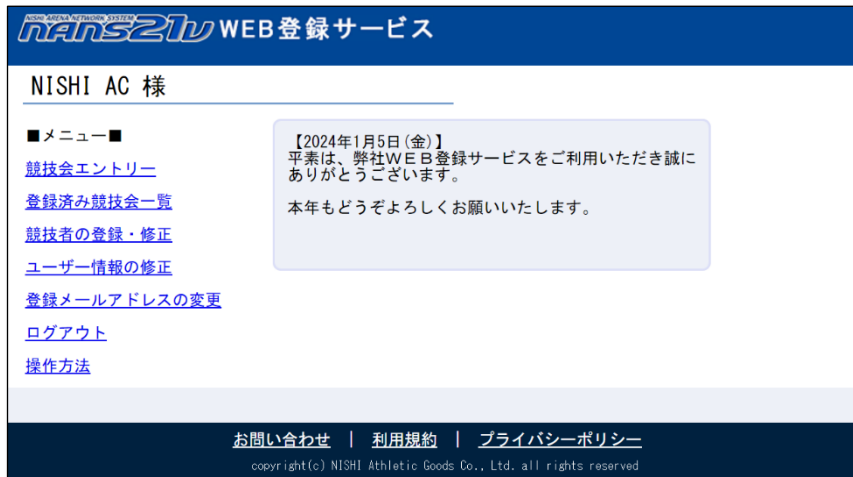 NISHI ARENA NETWORK SYSTEM
nans21V WEB登録サービス
NISHI AC 様
■メニュー■
競技会エントリー
登録済み競技会一覧
競技者の登録・修正
ユーザー情報の修正
登録メールアドレスの変更
ログアウト
操作方法
【2024年1月5日(金)】
平素は、弊社ＷＥＢ登録サービスをご利用いただき誠に
ありがとうございます。
本年もどうぞよろしくお願いいたします。
お問い合わせ | 利用規約 | プライバシーポリシー
copyright(c) NISHI Athletic Goods Co., Ltd. all rights reserved